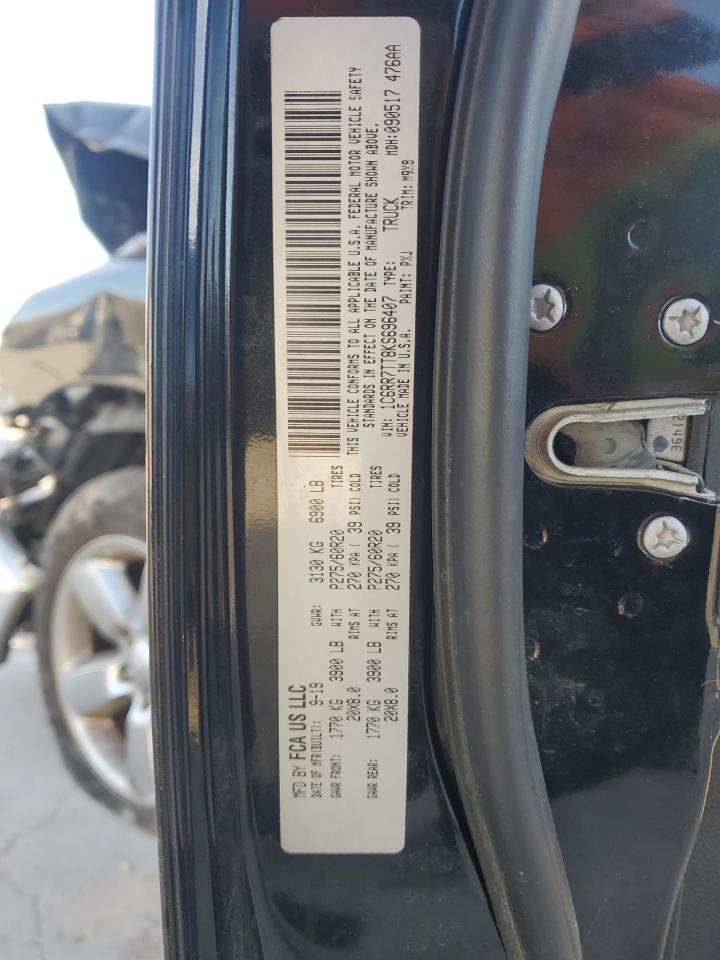 MFD BY FCA US LLC
DATE OF MFR(BUILT): 9-19 GVWR: 3130 KG 6900 LB
GAWR FRONT: 1770 KG 3900 LB WITH P275/60R20 TIRES
20X8.0 RIMS AT 270 KPA ( 39 PSI) COLD
GAWR REAR: 1770 KG 3900 LB WITH P275/60R20 TIRES
20X8.0 RIMS AT 270 KPA ( 39 PSI) COLD
THIS VEHICLE CONFORMS TO ALL APPLICABLE U.S.A. FEDERAL MOTOR VEHICLE SAFETY
STANDARDS IN EFFECT ON THE DATE OF MANUFACTURE SHOWN ABOVE.
VIN: 1C6RR7TT8KS696407 TYPE: TRUCK MDH:090517 476AA
VEHICLE MADE IN U.S.A. PAINT: PXJ TRIM: M9X8
2149E